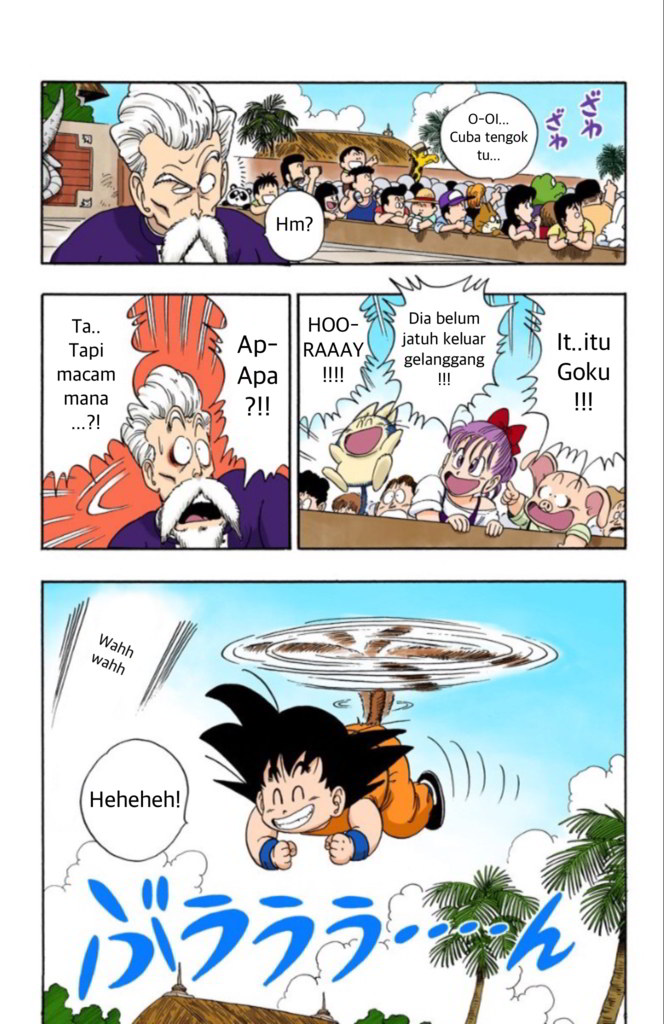 O-OI...
Cuba tengok
tu...
ざわ
ざわ
Hm?
Ta..
Tapi
macam
mana
...?!
Ap-
Apa
?!!
HOO-
RAAAY
!!!!
Dia belum
jatuh keluar
gelanggang
!!!
It..itu
Goku
!!!
Wahh
wahh
Heheheh!
ぶうううう‥‥‥ん